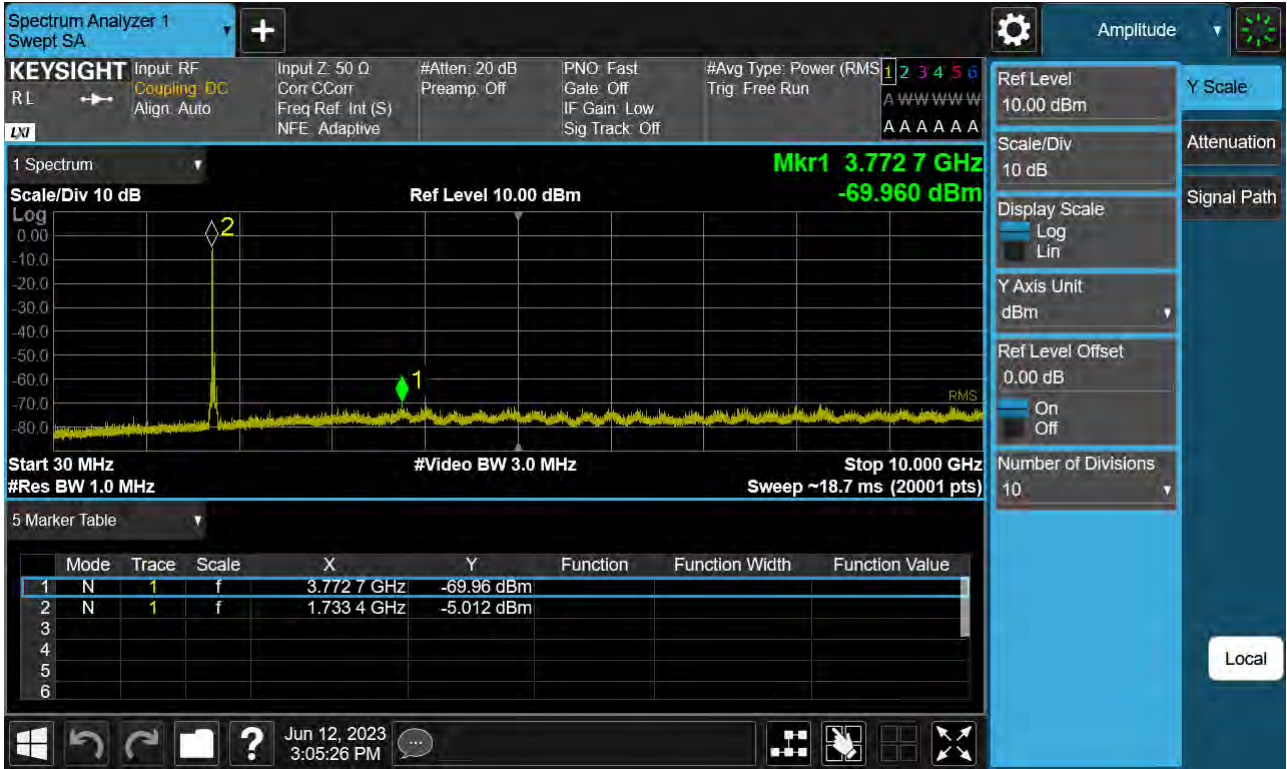 Spectrum Analyzer 1
Swept SA
+
Amplitude
KEYSIGHT
R L
LXI
Input: RF
Coupling: DC
Align: Auto
Input Z: 50 Ω
Corr CCorr
Freq Ref: Int (S)
NFE: Adaptive
#Atten: 20 dB
Preamp: Off
PNO: Fast
Gate: Off
IF Gain: Low
Sig Track: Off
#Avg Type: Power (RMS
Trig: Free Run
1 2 3 4 5 6
A W W W W W
A A A A A A
1 Spectrum
Mkr1 3.772 7 GHz
Scale/Div 10 dB
Ref Level 10.00 dBm
-69.960 dBm
Log
0.00
-10.0
-20.0
-30.0
-40.0
-50.0
-60.0
-70.0
-80.0
2
1
RMS
Start 30 MHz
#Video BW 3.0 MHz
Stop 10.000 GHz
#Res BW 1.0 MHz
Sweep ~18.7 ms (20001 pts)
5 Marker Table
Mode Trace Scale X Y Function Function Width Function Value
1 N 1 f 3.772 7 GHz -69.96 dBm
2 N 1 f 1.733 4 GHz -5.012 dBm
3
4
5
6
Ref Level
10.00 dBm
Scale/Div
10 dB
Display Scale
Log
Lin
Y Axis Unit
dBm
Ref Level Offset
0.00 dB
On
Off
Number of Divisions
10
Y Scale
Attenuation
Signal Path
Local
?
Jun 12, 2023
3:05:26 PM